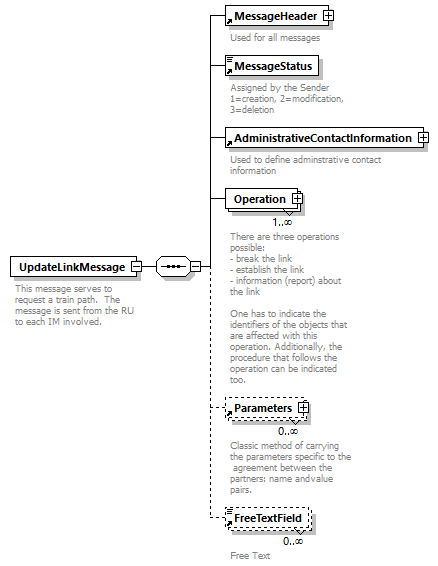 MessageHeader
Used for all messages
MessageStatus
Assigned by the Sender
1=creation, 2=modification,
3=deletion
AdministrativeContactInformation
Used to define adminstrative contact
information
Operation
1..∞
There are three operations
possible:
- break the link
- establish the link
- information (report) about
the link
One has to indicate the
identifiers of the objects that
are affected with this
operation. Additionally, the
procedure that follows the
operation can be indicated
too.
UpdateLinkMessage
This message serves to
request a train path. The
message is sent from the RU
to each IM involved.
Parameters
0..∞
Classic method of carrying
the parameters specific to the
agreement between the
partners: name andvalue
pairs.
FreeTextField
0..∞
Free Text